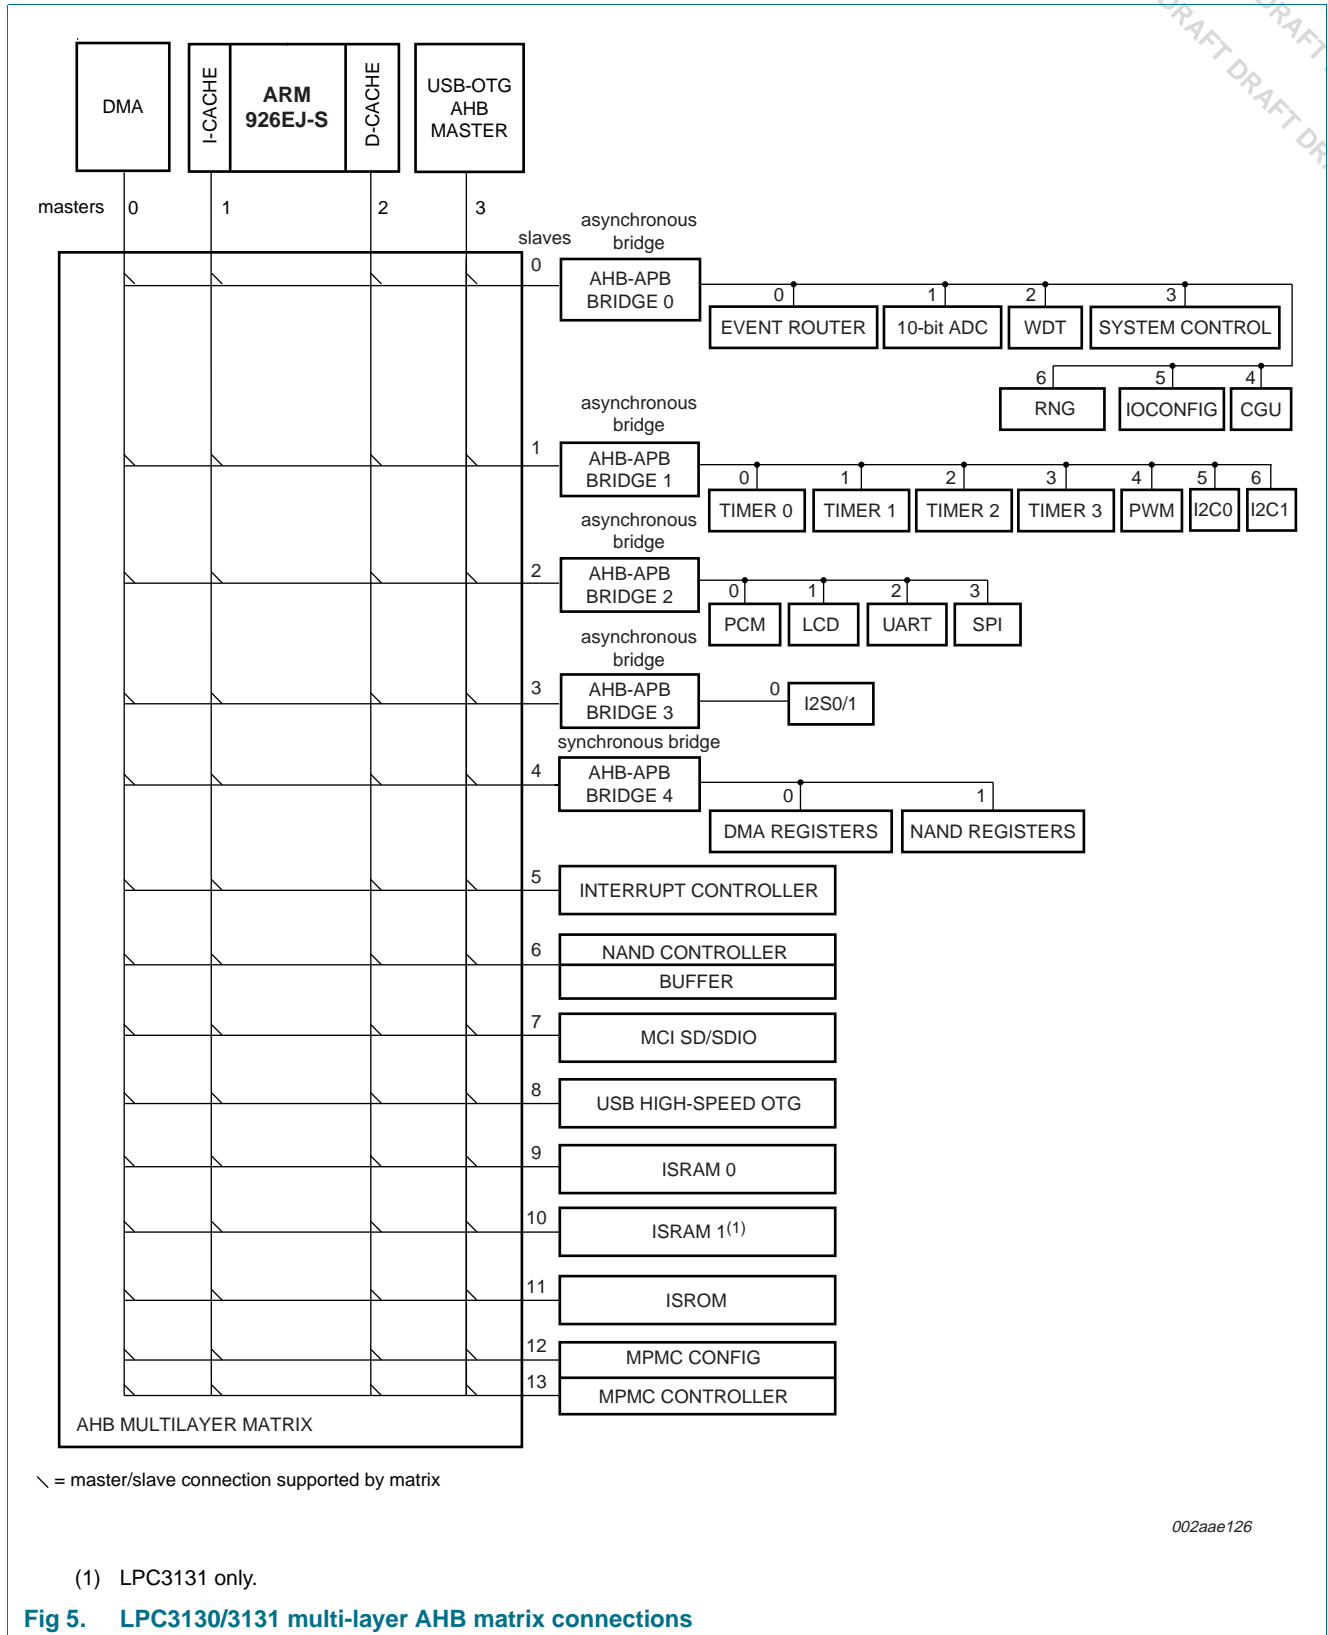 DRAFT DRAFT DRA
DRAFT
DMA
I-CACHE
ARM
926EJ-S
D-CACHE
USB-OTG
AHB
MASTER
masters 0 1 2 3
slaves
asynchronous
bridge
0
AHB-APB
BRIDGE 0
0 1 2 3
EVENT ROUTER 10-bit ADC WDT SYSTEM CONTROL
6 5 4
RNG IOCONFIG CGU
asynchronous
bridge
1
AHB-APB
BRIDGE 1
0 1 2 3 4 5 6
TIMER 0 TIMER 1 TIMER 2 TIMER 3 PWM I2C0 I2C1
asynchronous
bridge
2
AHB-APB
BRIDGE 2
0 1 2 3
PCM LCD UART SPI
asynchronous
bridge
3
AHB-APB
BRIDGE 3
0
I2S0/1
synchronous bridge
4
AHB-APB
BRIDGE 4
0 1
DMA REGISTERS NAND REGISTERS
5
INTERRUPT CONTROLLER
6
NAND CONTROLLER
BUFFER
7
MCI SD/SDIO
8
USB HIGH-SPEED OTG
9
ISRAM 0
10
ISRAM 1(1)
11
ISROM
12
MPMC CONFIG
13
MPMC CONTROLLER
AHB MULTILAYER MATRIX
= master/slave connection supported by matrix
002aae126
(1) LPC3131 only.
Fig 5. LPC3130/3131 multi-layer AHB matrix connections